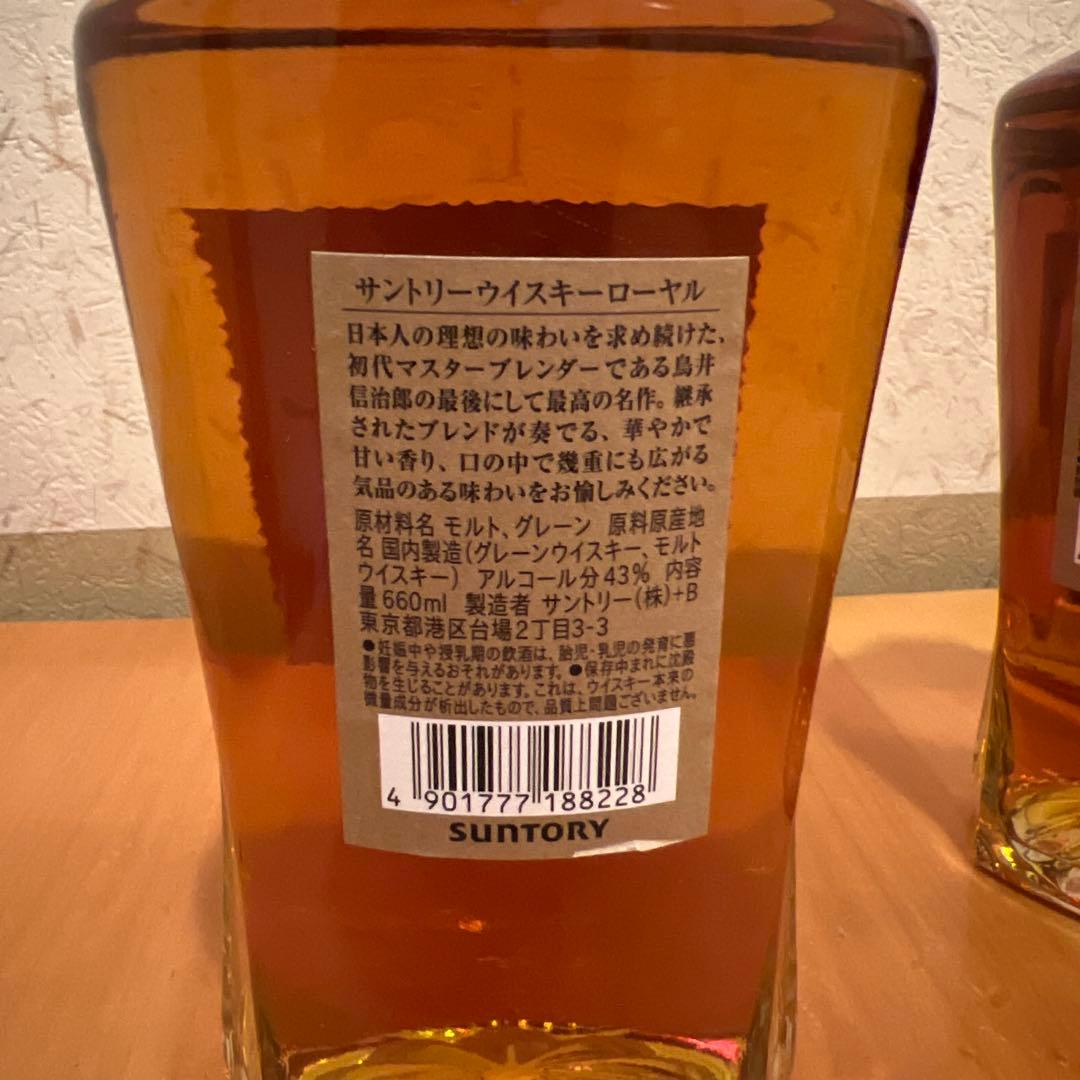 サントリーウイスキーローヤル
日本人の理想の味わいを求め続けた、
初代マスターブレンダーである鳥井
信治郎の最後にして最高の名作。継承
されたブレンドが奏でる、華やかで
甘い香り、口の中で幾重にも広がる
気品のある味わいをお愉しみください。
原材料名 モルト、グレーン 原料原産地
名 国内製造(グレーンウイスキー、モルト
ウイスキー) アルコール分43% 内容
量660ml 製造者 サントリー(株)+B
東京都港区台場2丁目3-3
●妊娠中や授乳期の飲酒は、胎児・乳児の発育に悪
影響を与えるおそれがあります。●保存中まれに沈殿
物を生じることがあります。これは、ウイスキー本来の
微量成分が析出したもので、品質上問題ございません。
4 901777 188228
SUNTORY